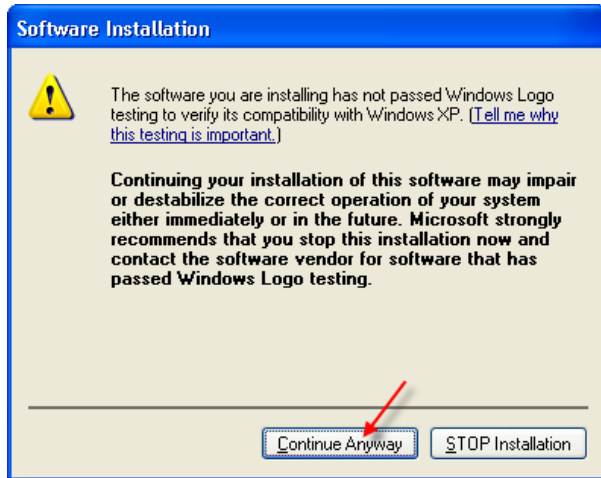 Software Installation
The software you are installing has not passed Windows Logo
testing to verify its compatibility with Windows XP. (Tell me why
this testing is important.)
Continuing your installation of this software may impair
or destabilize the correct operation of your system
either immediately or in the future. Microsoft strongly
recommends that you stop this installation now and
contact the software vendor for software that has
passed Windows Logo testing.
Continue Anyway STOP Installation